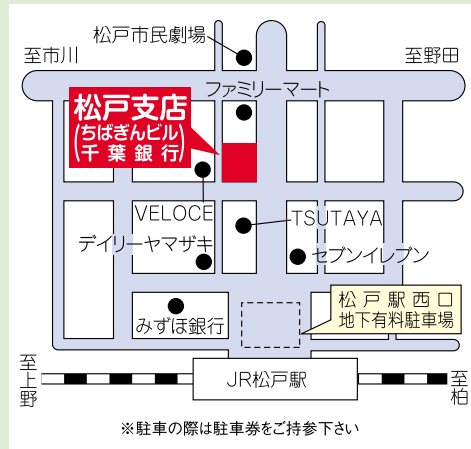 松戸市民劇場
至市川
至野田
ファミリーマート
松戸支店
(ちばぎんビル)
(千葉銀行)
VELOCE
TSUTAYA
デイリーヤマザキ
セブンイレブン
松戸駅西口
地下有料駐車場
みずほ銀行
至上野
JR松戸駅
至柏
※駐車の際は駐車券をご持参下さい